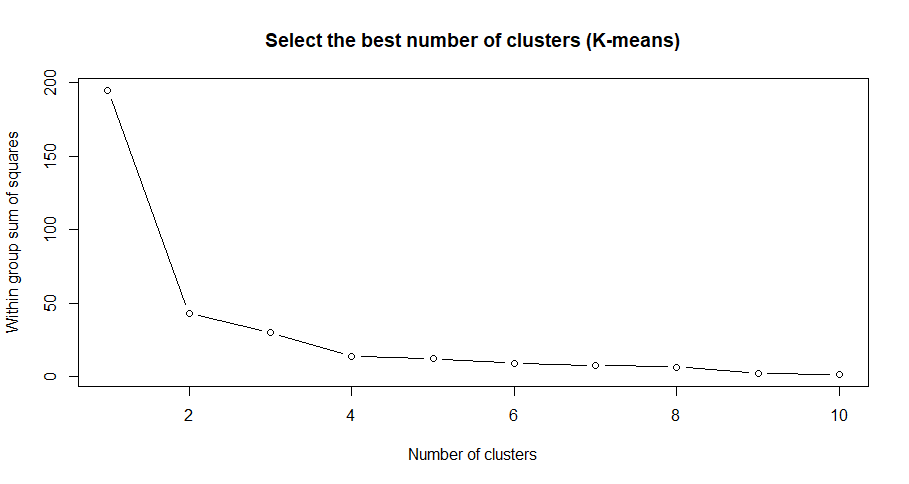 Select the best number of clusters (K-means)
Within group sum of squares
200
150
100
50
0
2 4 6 8 10
Number of clusters